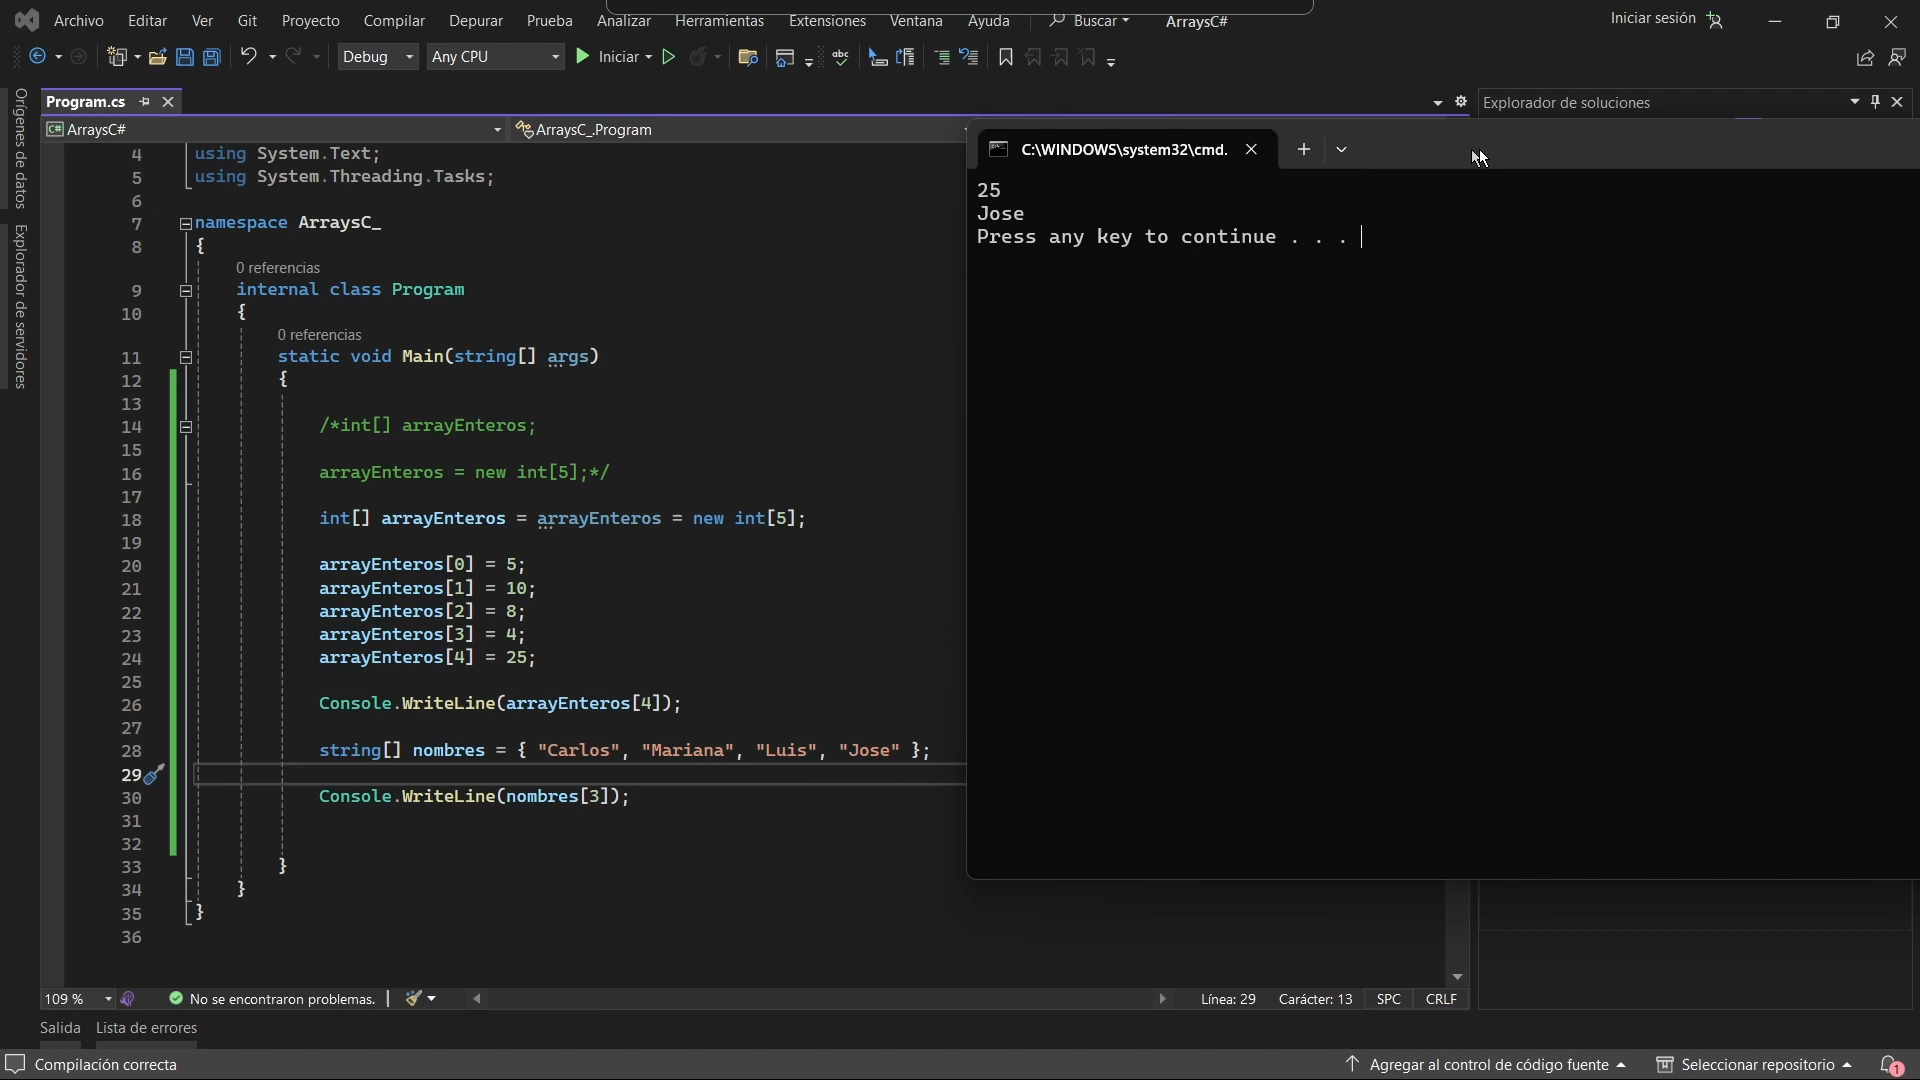 Archivo Editar Ver Git Proyecto Compilar Depurar Prueba Analizar Herramientas Extensiones Ventana Ayuda Buscar ArraysC# Iniciar sesión
Debug Any CPU Iniciar abc
Program.cs Explorador de soluciones
C# ArraysC# ArraysC_.Program
Orígenes de datos
Explorador de servidores
4 using System.Text;
5 using System.Threading.Tasks;
6
7 namespace ArraysC_
8 {
0 referencias
9 internal class Program
10 {
0 referencias
11 static void Main(string[] args)
12 {
13
14 /*int[] arrayEnteros;
15
16 arrayEnteros = new int[5];*/
17
18 int[] arrayEnteros = arrayEnteros = new int[5];
19
20 arrayEnteros[0] = 5;
21 arrayEnteros[1] = 10;
22 arrayEnteros[2] = 8;
23 arrayEnteros[3] = 4;
24 arrayEnteros[4] = 25;
25
26 Console.WriteLine(arrayEnteros[4]);
27
28 string[] nombres = { "Carlos", "Mariana", "Luis", "Jose" };
29
30 Console.WriteLine(nombres[3]);
31
32
33 }
34 }
35 }
36
C:\WINDOWS\system32\cmd.
25
Jose
Press any key to continue . . .
109 % No se encontraron problemas. Línea: 29 Carácter: 13 SPC CRLF
Salida Lista de errores
Compilación correcta Agregar al control de código fuente Seleccionar repositorio 1